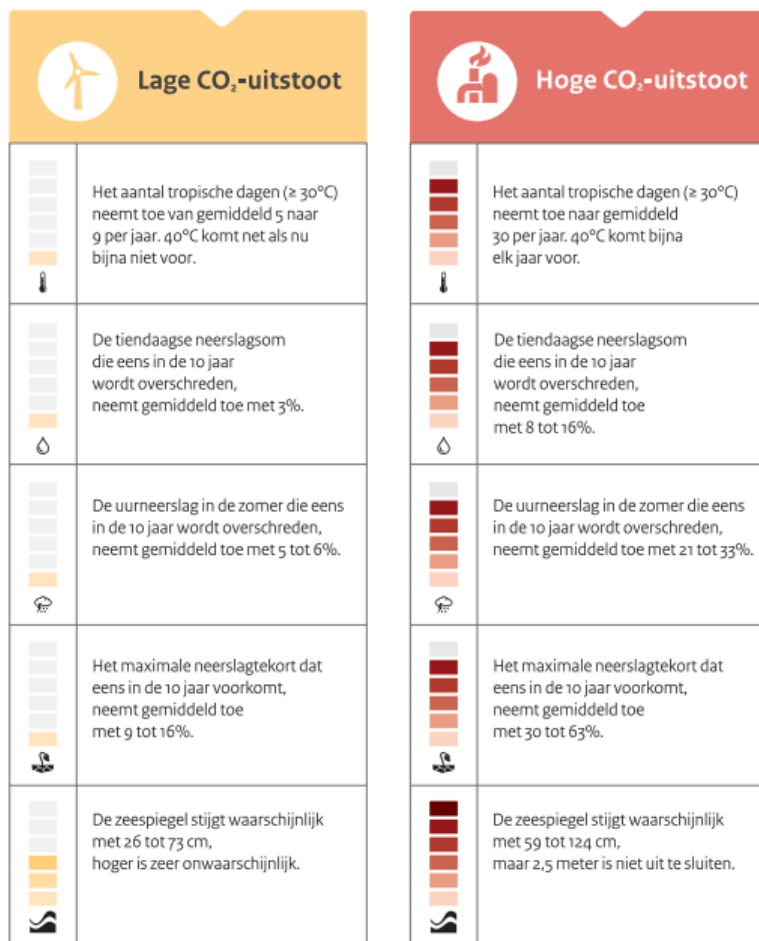 Lage CO₂-uitstoot
Het aantal tropische dagen (≥ 30°C)
neemt toe van gemiddeld 5 naar
9 per jaar. 40°C komt net als nu
bijna niet voor.
De tiendaagse neerslagsom
die eens in de 10 jaar
wordt overschreden,
neemt gemiddeld toe met 3%.
De uurneerslag in de zomer die eens
in de 10 jaar wordt overschreden,
neemt gemiddeld toe met 5 tot 6%.
Het maximale neerslagtekort dat
eens in de 10 jaar voorkomt,
neemt gemiddeld toe
met 9 tot 16%.
De zeespiegel stijgt waarschijnlijk
met 26 tot 73 cm,
hoger is zeer onwaarschijnlijk.
Hoge CO₂-uitstoot
Het aantal tropische dagen (≥ 30°C)
neemt toe naar gemiddeld
30 per jaar. 40°C komt bijna
elk jaar voor.
De tiendaagse neerslagsom
die eens in de 10 jaar
wordt overschreden,
neemt gemiddeld toe
met 8 tot 16%.
De uurneerslag in de zomer die eens
in de 10 jaar wordt overschreden,
neemt gemiddeld toe met 21 tot 33%.
Het maximale neerslagtekort dat
eens in de 10 jaar voorkomt,
neemt gemiddeld toe
met 30 tot 63%.
De zeespiegel stijgt waarschijnlijk
met 59 tot 124 cm,
maar 2,5 meter is niet uit te sluiten.